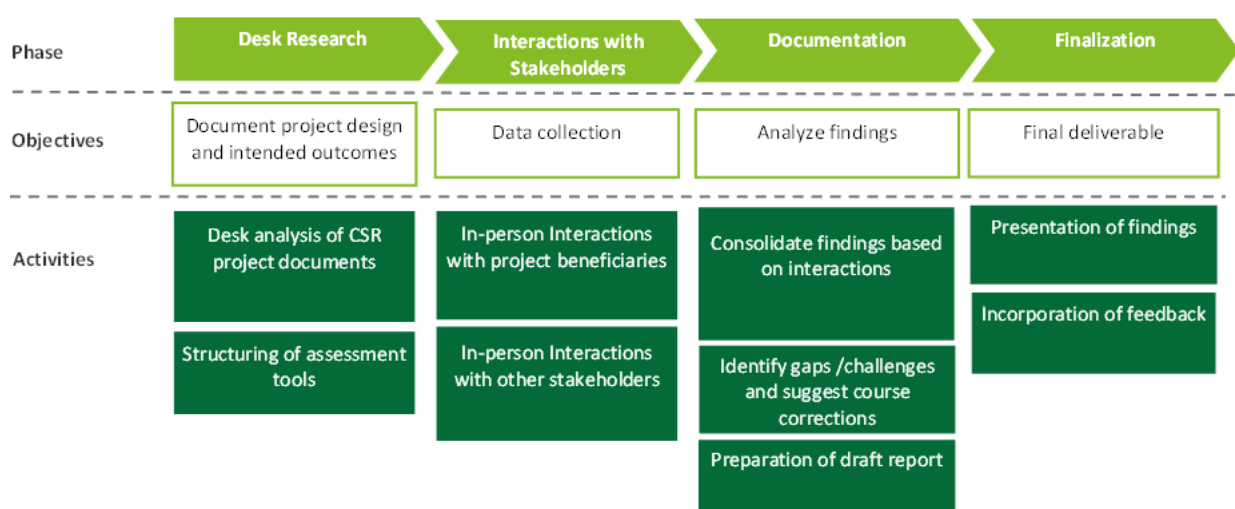 Phase
Desk Research
Interactions with
Stakeholders
Documentation
Finalization
Objectives
Document project design
and intended outcomes
Data collection
Analyze findings
Final deliverable
Activities
Desk analysis of CSR
project documents
Structuring of assessment
tools
In-person Interactions
with project beneficiaries
In-person Interactions
with other stakeholders
Consolidate findings based
on interactions
Identify gaps /challenges
and suggest course
corrections
Preparation of draft report
Presentation of findings
Incorporation of feedback